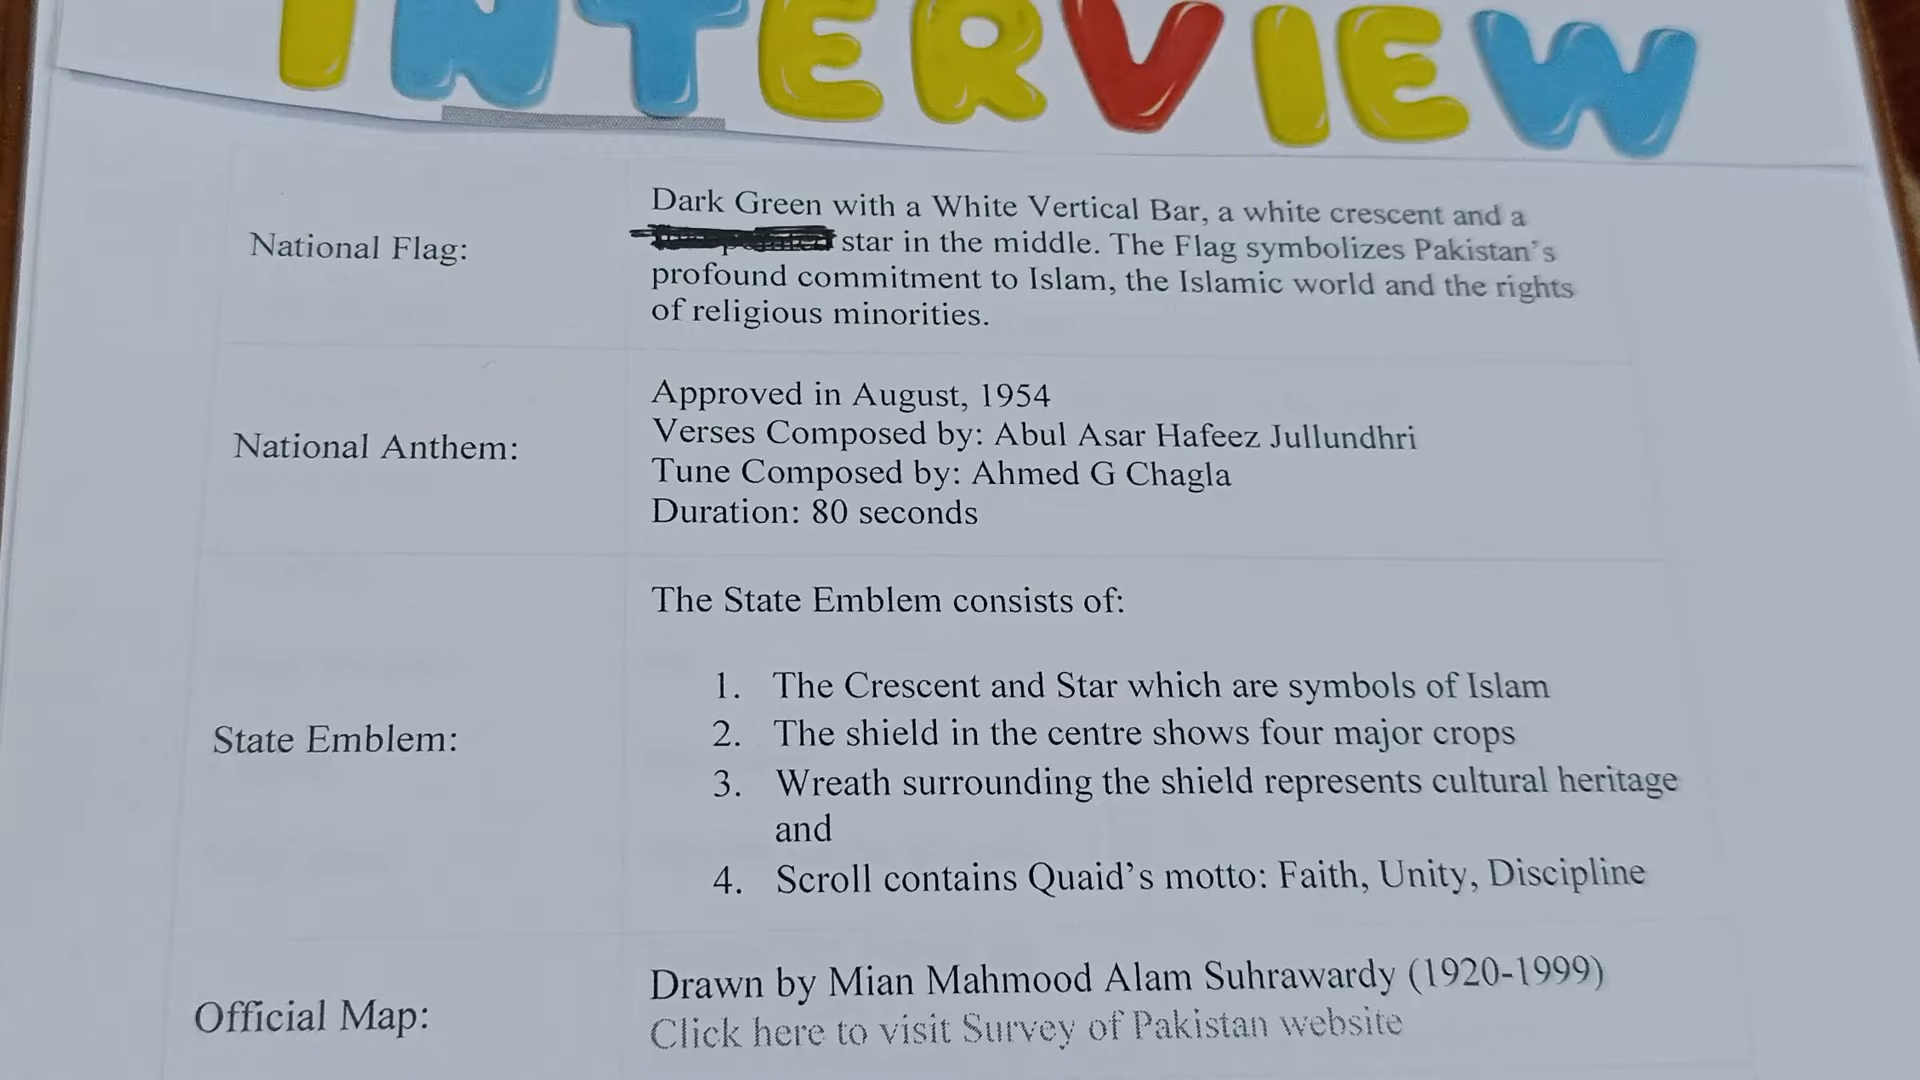 INTERVIEW
National Flag:
Dark Green with a White Vertical Bar, a white crescent and a
star in the middle. The Flag symbolizes Pakistan's
profound commitment to Islam, the Islamic world and the rights
of religious minorities.
National Anthem:
Approved in August, 1954
Verses Composed by: Abul Asar Hafeez Jullundhri
Tune Composed by: Ahmed G Chagla
Duration: 80 seconds
State Emblem:
The State Emblem consists of:
1. The Crescent and Star which are symbols of Islam
2. The shield in the centre shows four major crops
3. Wreath surrounding the shield represents cultural heritage
and
4. Scroll contains Quaid's motto: Faith, Unity, Discipline
Official Map:
Drawn by Mian Mahmood Alam Suhrawardy (1920-1999)
Click here to visit Survey of Pakistan website